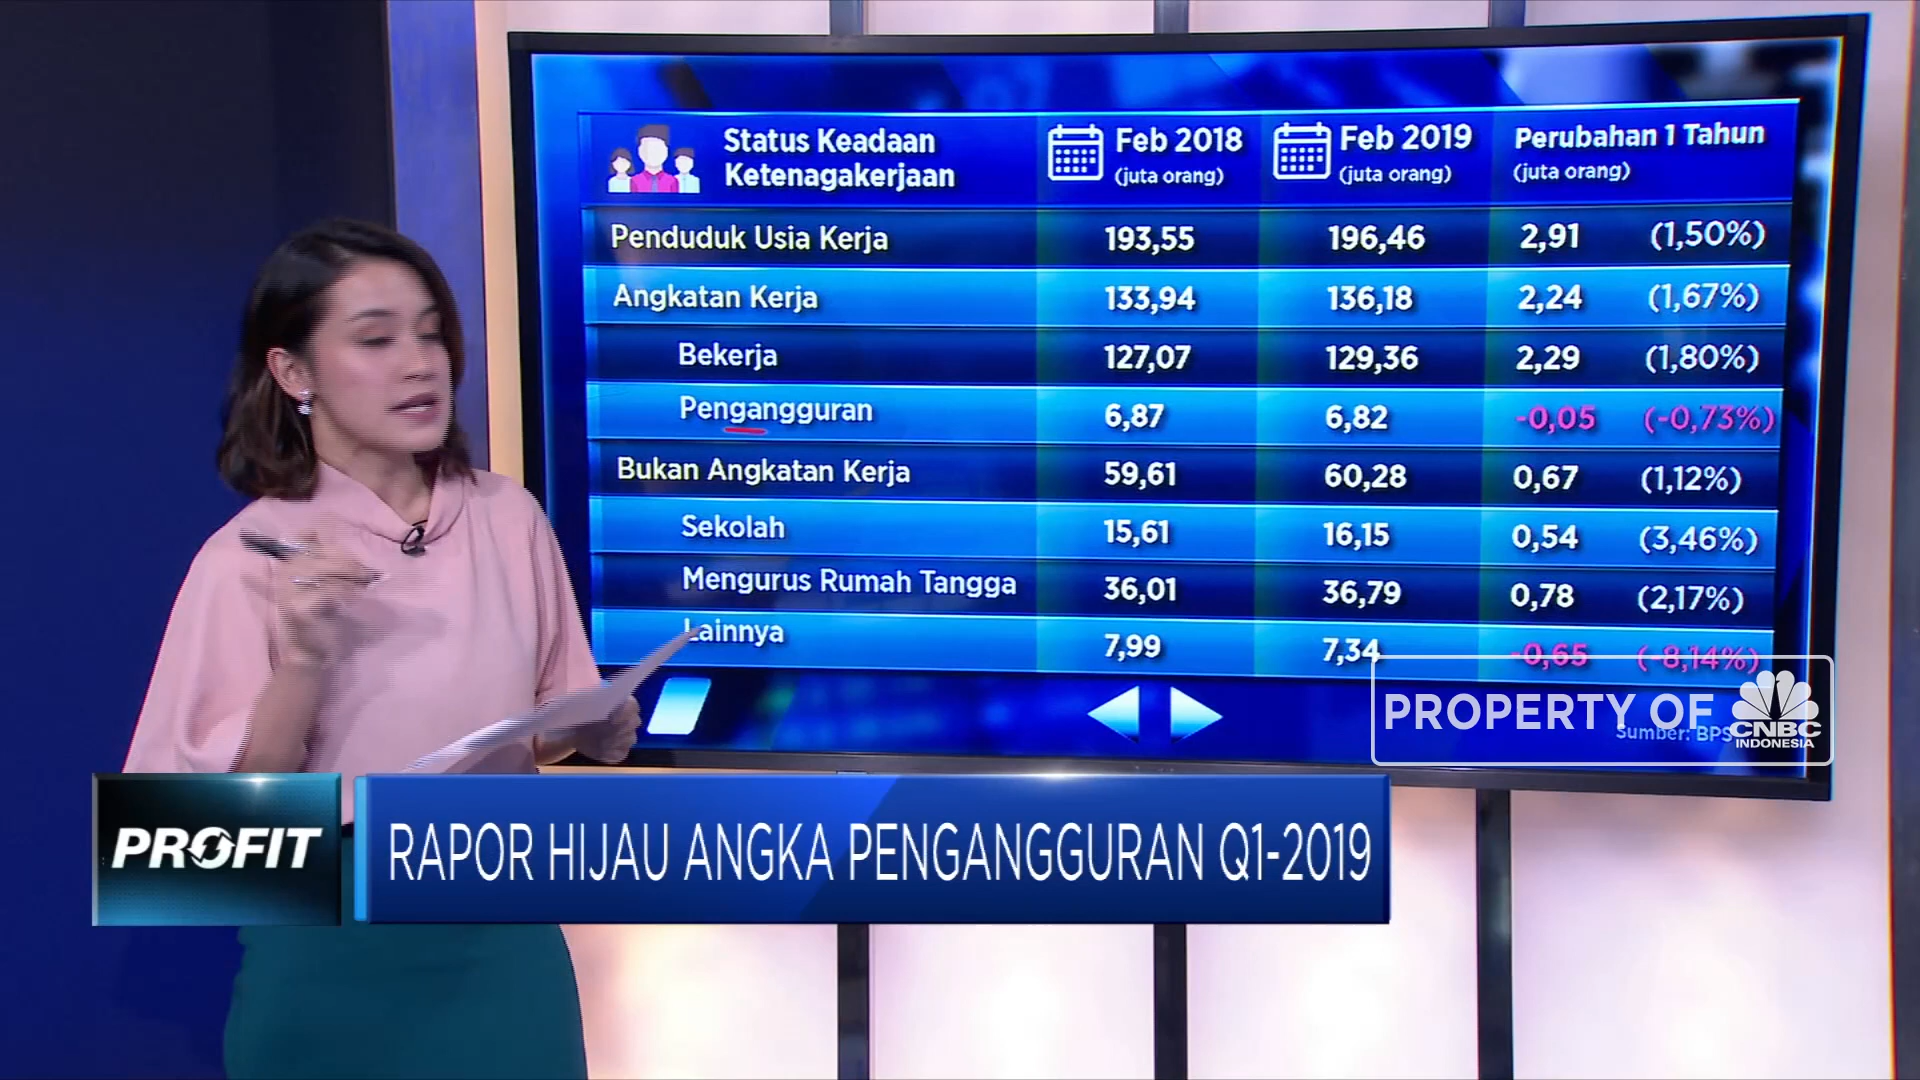 Status Keadaan
Ketenagakerjaan
Feb 2018
(juta orang)
Feb 2019
(juta orang)
Perubahan 1 Tahun
(juta orang)
Penduduk Usia Kerja 193,55 196,46 2,91 (1,50%)
Angkatan Kerja 133,94 136,18 2,24 (1,67%)
Bekerja 127,07 129,36 2,29 (1,80%)
Pengangguran 6,87 6,82 -0,05 (-0,73%)
Bukan Angkatan Kerja 59,61 60,28 0,67 (1,12%)
Sekolah 15,61 16,15 0,54 (3,46%)
Mengurus Rumah Tangga 36,01 36,79 0,78 (2,17%)
Lainnya 7,99 7,34 -0,65 (-8,14%)
PROPERTY OF
CNBC
INDONESIA
Sumber: BPS
PROFIT
RAPOR HIJAU ANGKA PENGANGGURAN Q1-2019